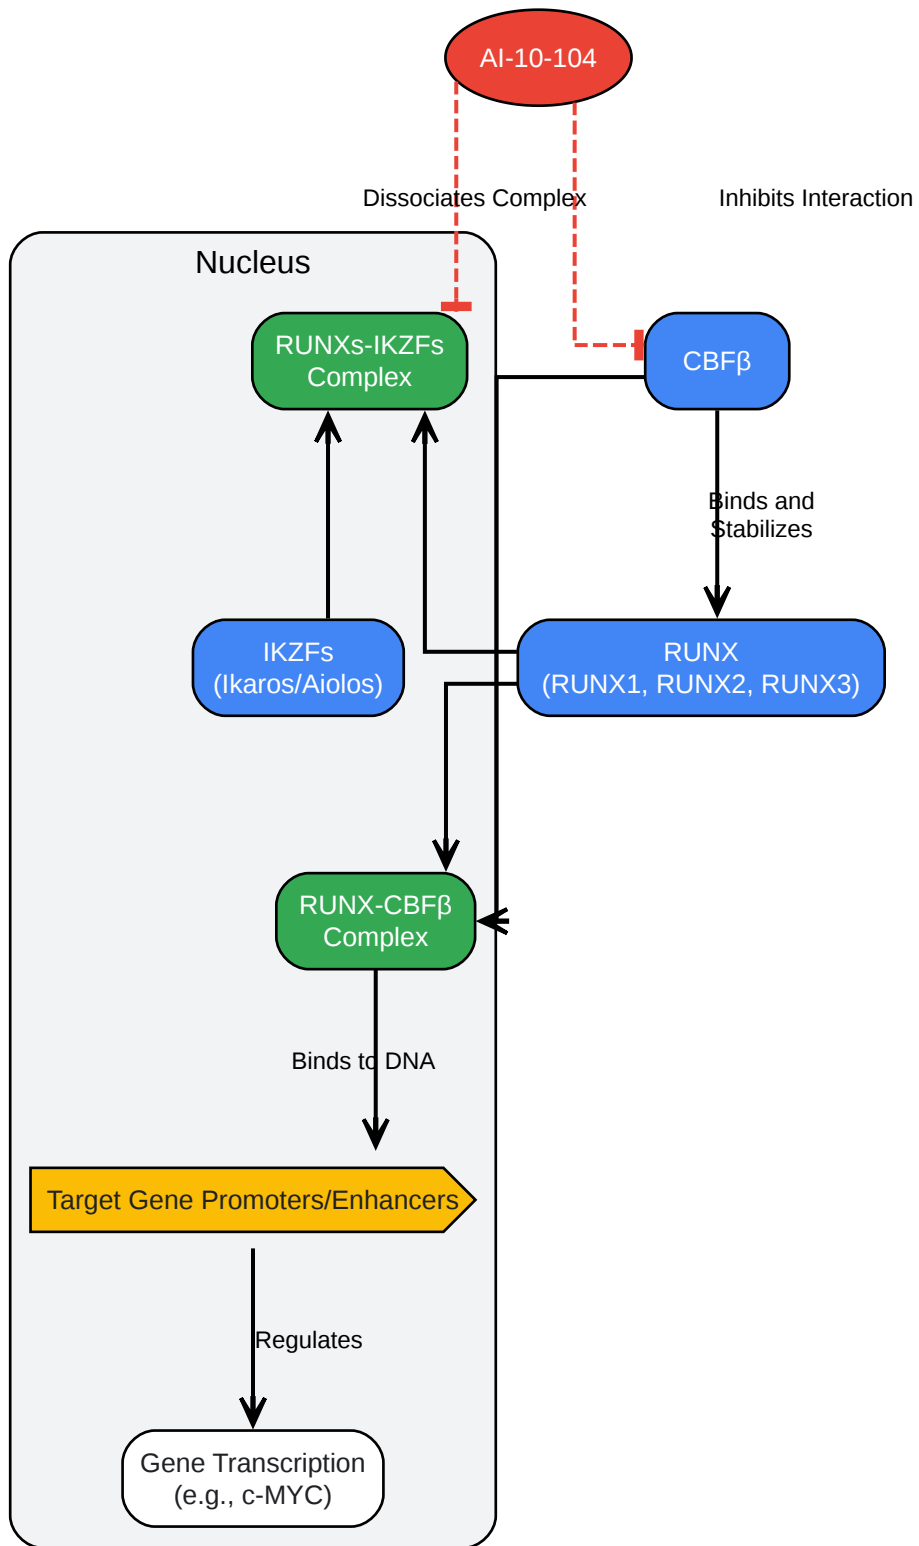 AI-10-104
Dissociates Complex
Inhibits Interaction
Nucleus
RUNXs-IKZFs
Complex
CBFβ
Binds and
Stabilizes
IKZFs
(Ikaros/Aiolos)
RUNX
(RUNX1, RUNX2, RUNX3)
RUNX-CBFβ
Complex
Binds to DNA
Target Gene Promoters/Enhancers
Regulates
Gene Transcription
(e.g., c-MYC)